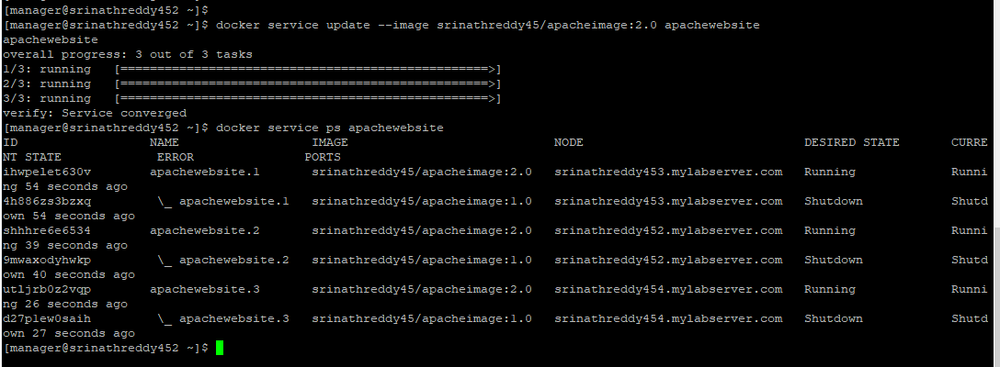 [manager@srinathreddy452 ~]$
[manager@srinathreddy452 ~]$ docker service update --image srinathreddy45/apacheimage:2.0 apachewebsite
apachewebsite
overall progress: 3 out of 3 tasks
1/3: running   [==================================================>]
2/3: running   [==================================================>]
3/3: running   [==================================================>]
verify: Service converged
[manager@srinathreddy452 ~]$ docker service ps apachewebsite
ID                  NAME                  IMAGE                            NODE                              DESIRED STATE       CURRE
NT STATE             ERROR               PORTS
ihwpelet630v        apachewebsite.1       srinathreddy45/apacheimage:2.0   srinathreddy453.mylabserver.com   Running             Runni
ng 54 seconds ago
4h886zs3bzxq         \_ apachewebsite.1   srinathreddy45/apacheimage:1.0   srinathreddy453.mylabserver.com   Shutdown            Shutd
own 54 seconds ago
shhhre6e6534        apachewebsite.2       srinathreddy45/apacheimage:2.0   srinathreddy452.mylabserver.com   Running             Runni
ng 39 seconds ago
9mwaxodyhwkp         \_ apachewebsite.2   srinathreddy45/apacheimage:1.0   srinathreddy452.mylabserver.com   Shutdown            Shutd
own 40 seconds ago
utljrb0z2vqp        apachewebsite.3       srinathreddy45/apacheimage:2.0   srinathreddy454.mylabserver.com   Running             Runni
ng 26 seconds ago
d27p1ew0saih         \_ apachewebsite.3   srinathreddy45/apacheimage:1.0   srinathreddy454.mylabserver.com   Shutdown            Shutd
own 27 seconds ago
[manager@srinathreddy452 ~]$